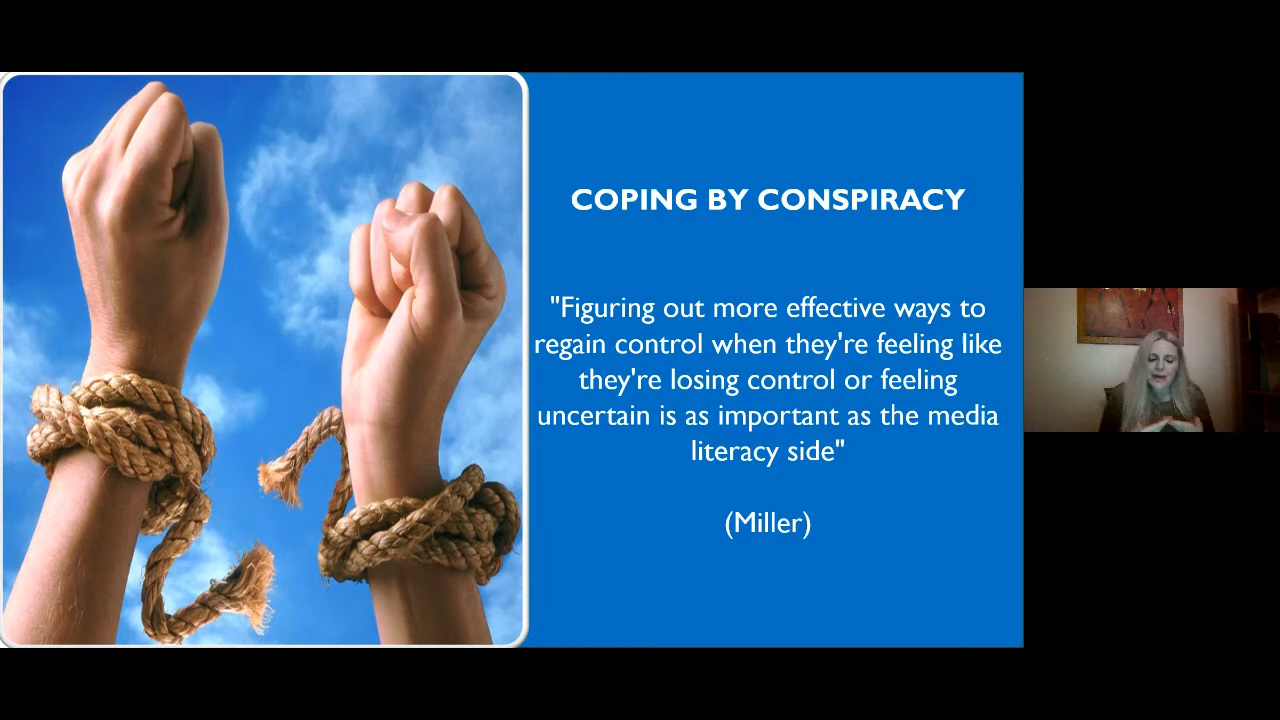 COPING BY CONSPIRACY
"Figuring out more effective ways to
regain control when they're feeling like
they're losing control or feeling
uncertain is as important as the media
literacy side"
(Miller)